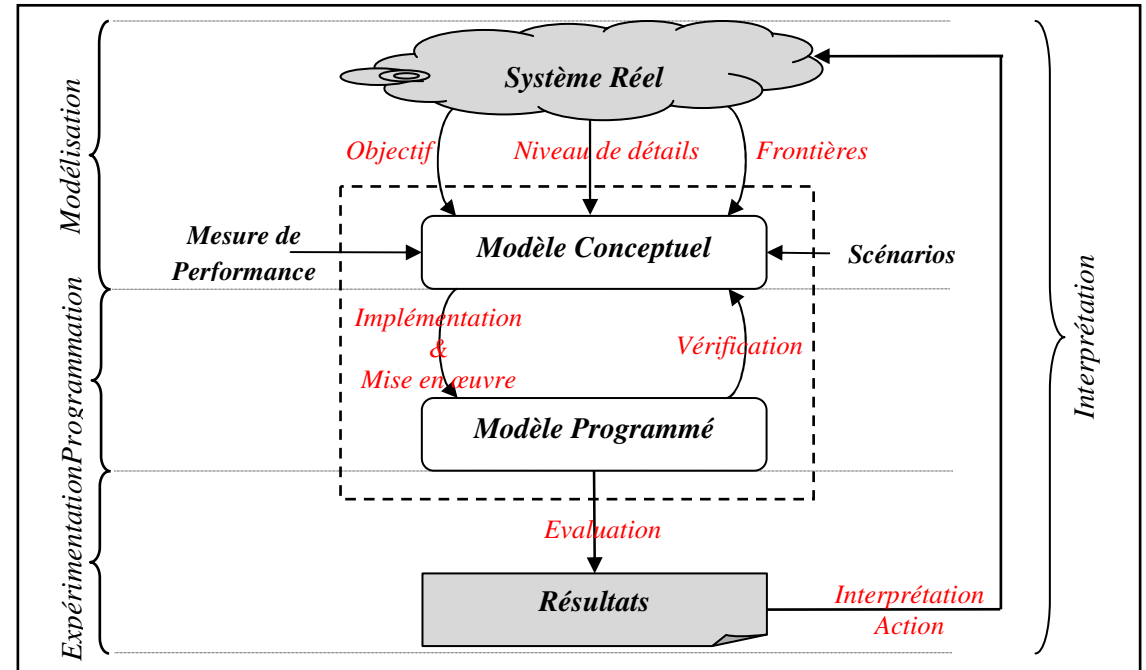 Système Réel
Objectif
Niveau de détails
Frontières
Modélisation
Mesure de
Performance
Modèle Conceptuel
Scénarios
Implémentation
&
Mise en œuvre
Vérification
Programmation
Modèle Programmé
Interprétation
Evaluation
Expérimentation
Résultats
Interprétation
Action